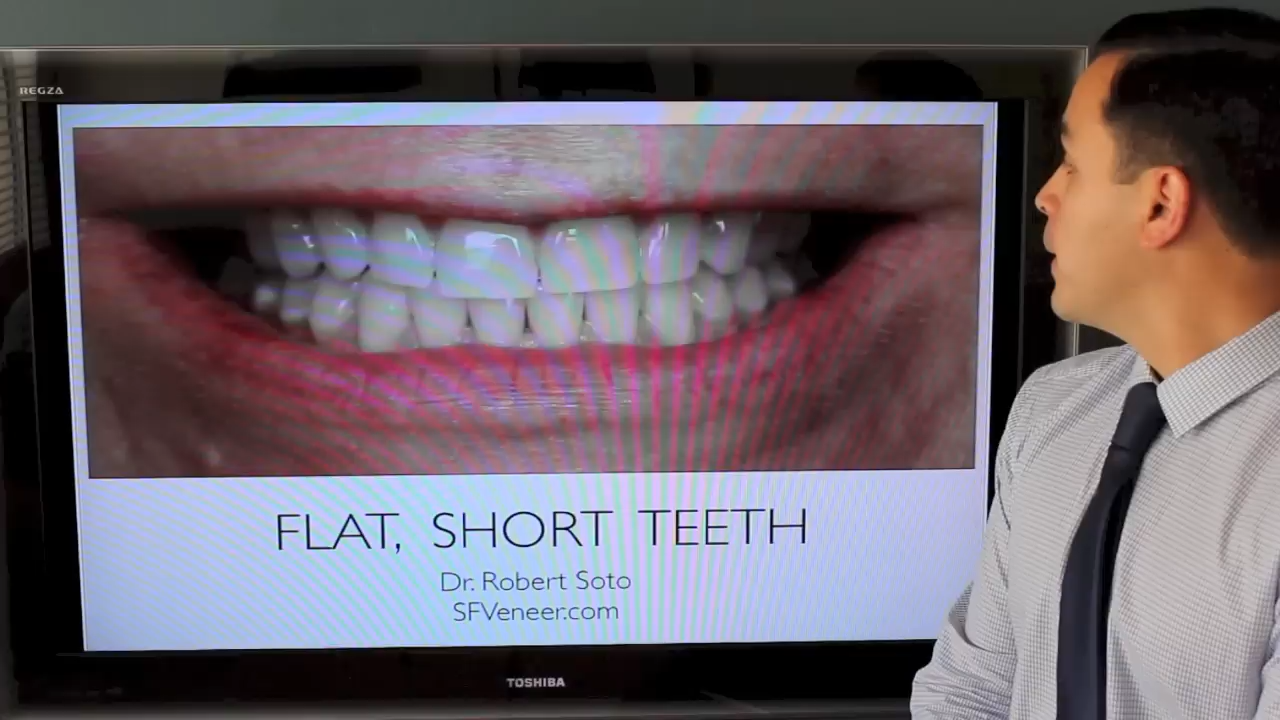 REGZA
FLAT, SHORT TEETH
Dr. Robert Soto
SFVeneer.com
TOSHIBA